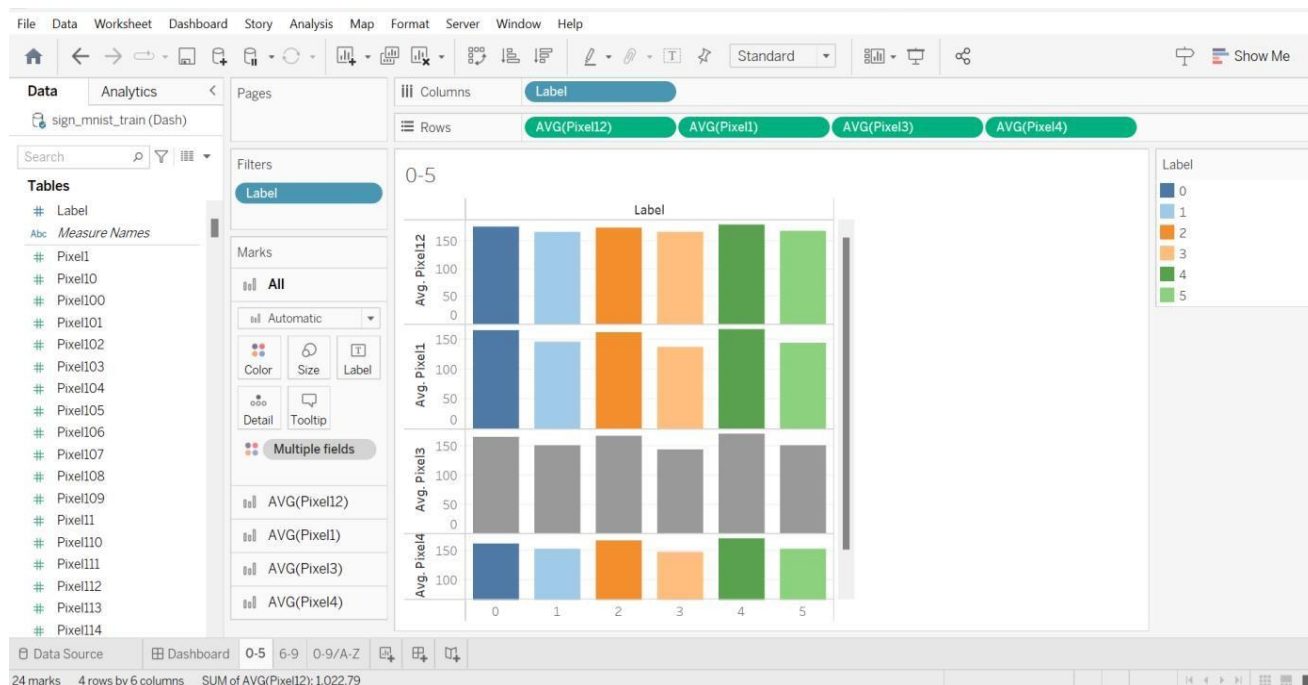 File Data Worksheet Dashboard Story Analysis Map Format Server Window Help
Standard
Show Me
Data Analytics
sign_mnist_train (Dash)
Search
Tables
# Label
Abc Measure Names
# Pixel1
# Pixel10
# Pixel100
# Pixel101
# Pixel102
# Pixel103
# Pixel104
# Pixel105
# Pixel106
# Pixel107
# Pixel108
# Pixel109
# Pixel11
# Pixel110
# Pixel111
# Pixel112
# Pixel113
# Pixel114
Pages
Filters
Label
Marks
All
Automatic
Color Size Label
Detail Tooltip
Multiple fields
AVG(Pixel12)
AVG(Pixel1)
AVG(Pixel3)
AVG(Pixel4)
Columns Label
Rows AVG(Pixel12) AVG(Pixel1) AVG(Pixel3) AVG(Pixel4)
0-5
Label
Avg. Pixel12
150
100
50
0
Avg. Pixel1
150
100
50
0
Avg. Pixel3
150
100
50
0
Avg. Pixel4
150
100
0 1 2 3 4 5
Label
0
1
2
3
4
5
Data Source Dashboard 0-5 6-9 0-9/A-Z
24 marks 4 rows by 6 columns SUM of AVG(Pixel12): 1,022.79